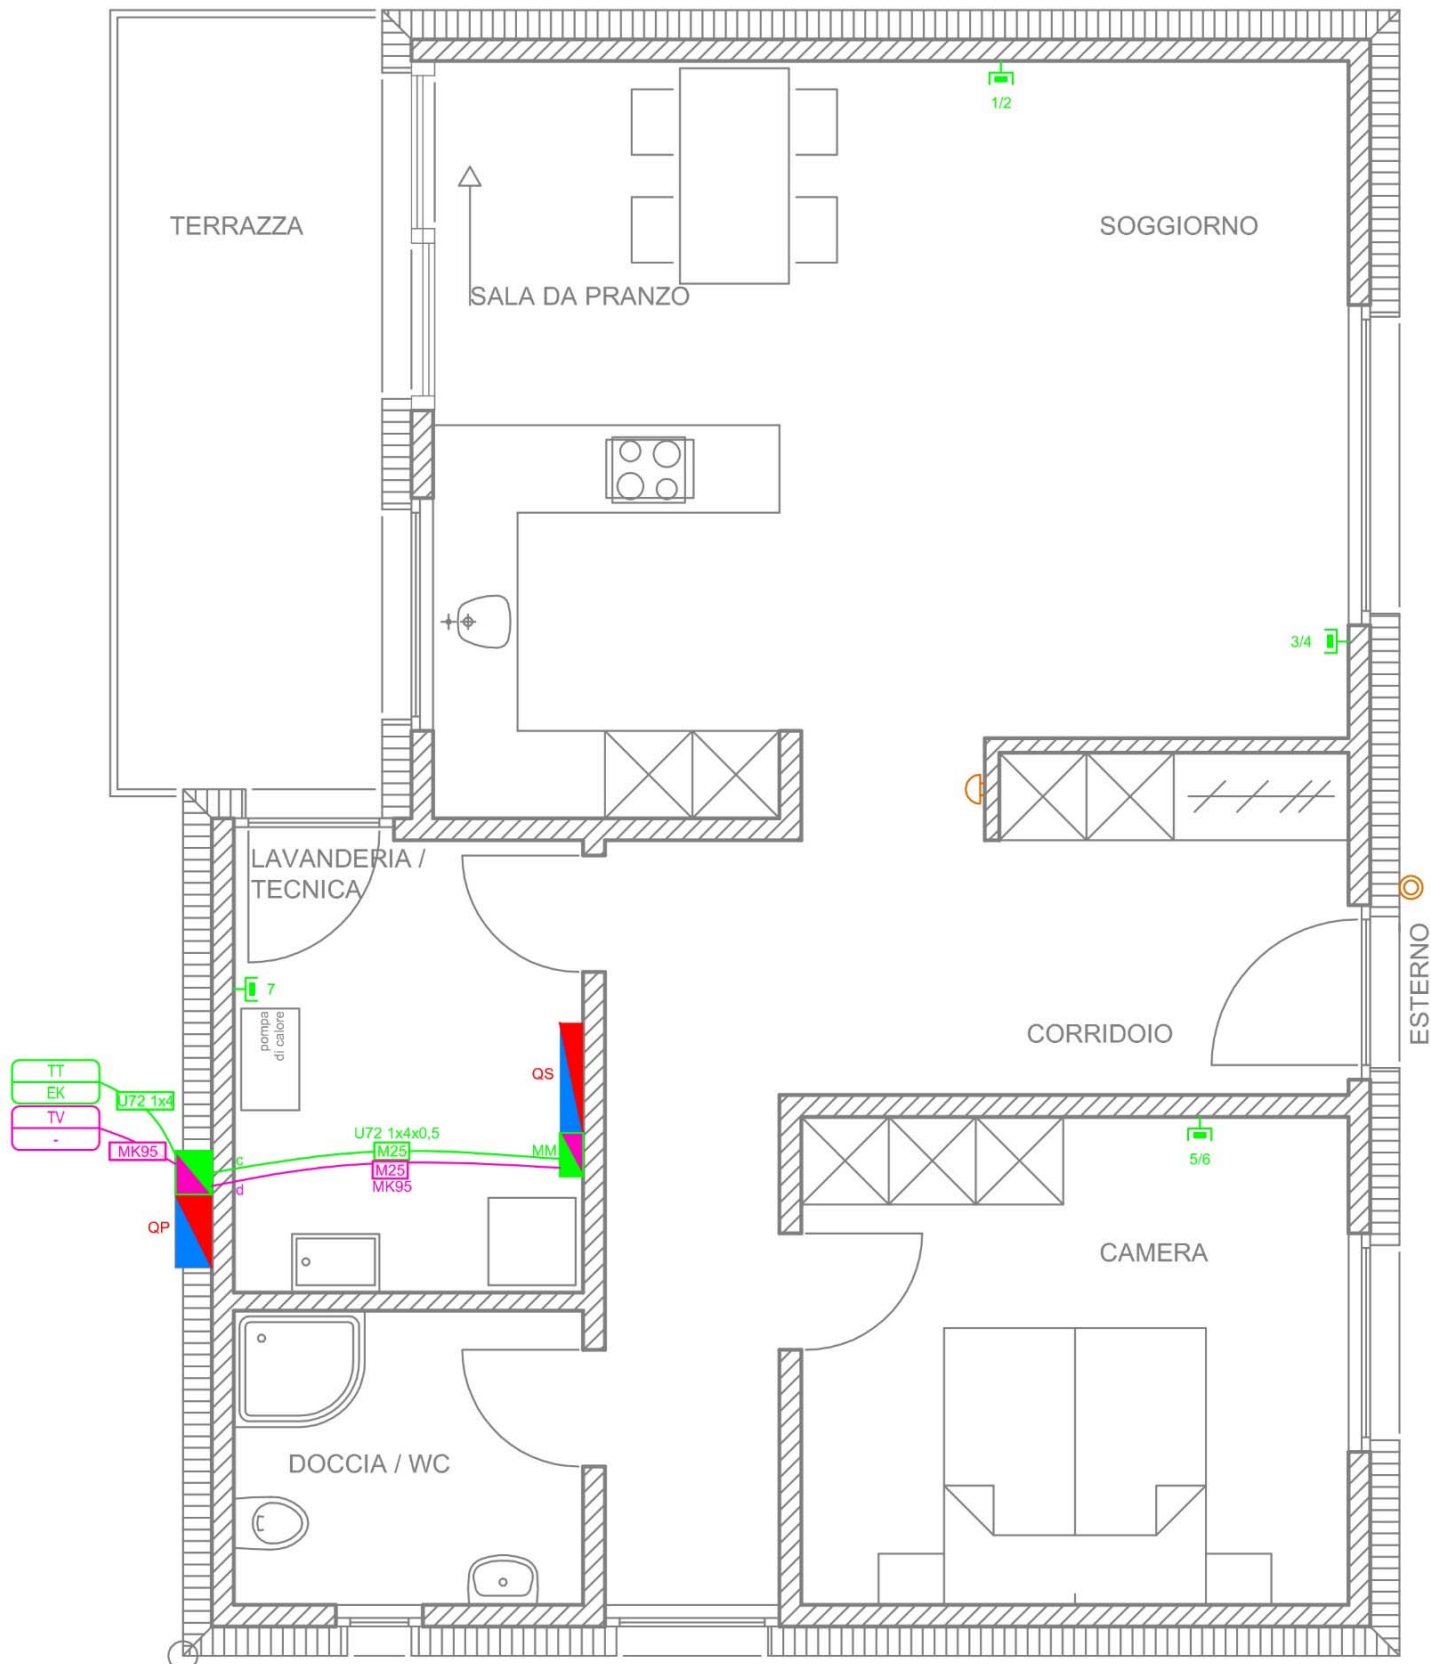 1/2
TERRAZZA
SOGGIORNO
SALA DA PRANZO
3/4
LAVANDERIA /
TECNICA
ESTERNO
7
pompa
di calore
CORRIDOIO
QS
TT
EK
U72 1x4
TV
-
MK95
U72 1x4x0,5
M25
M25
MK95
MM
c
d
5/6
QP
CAMERA
DOCCIA / WC